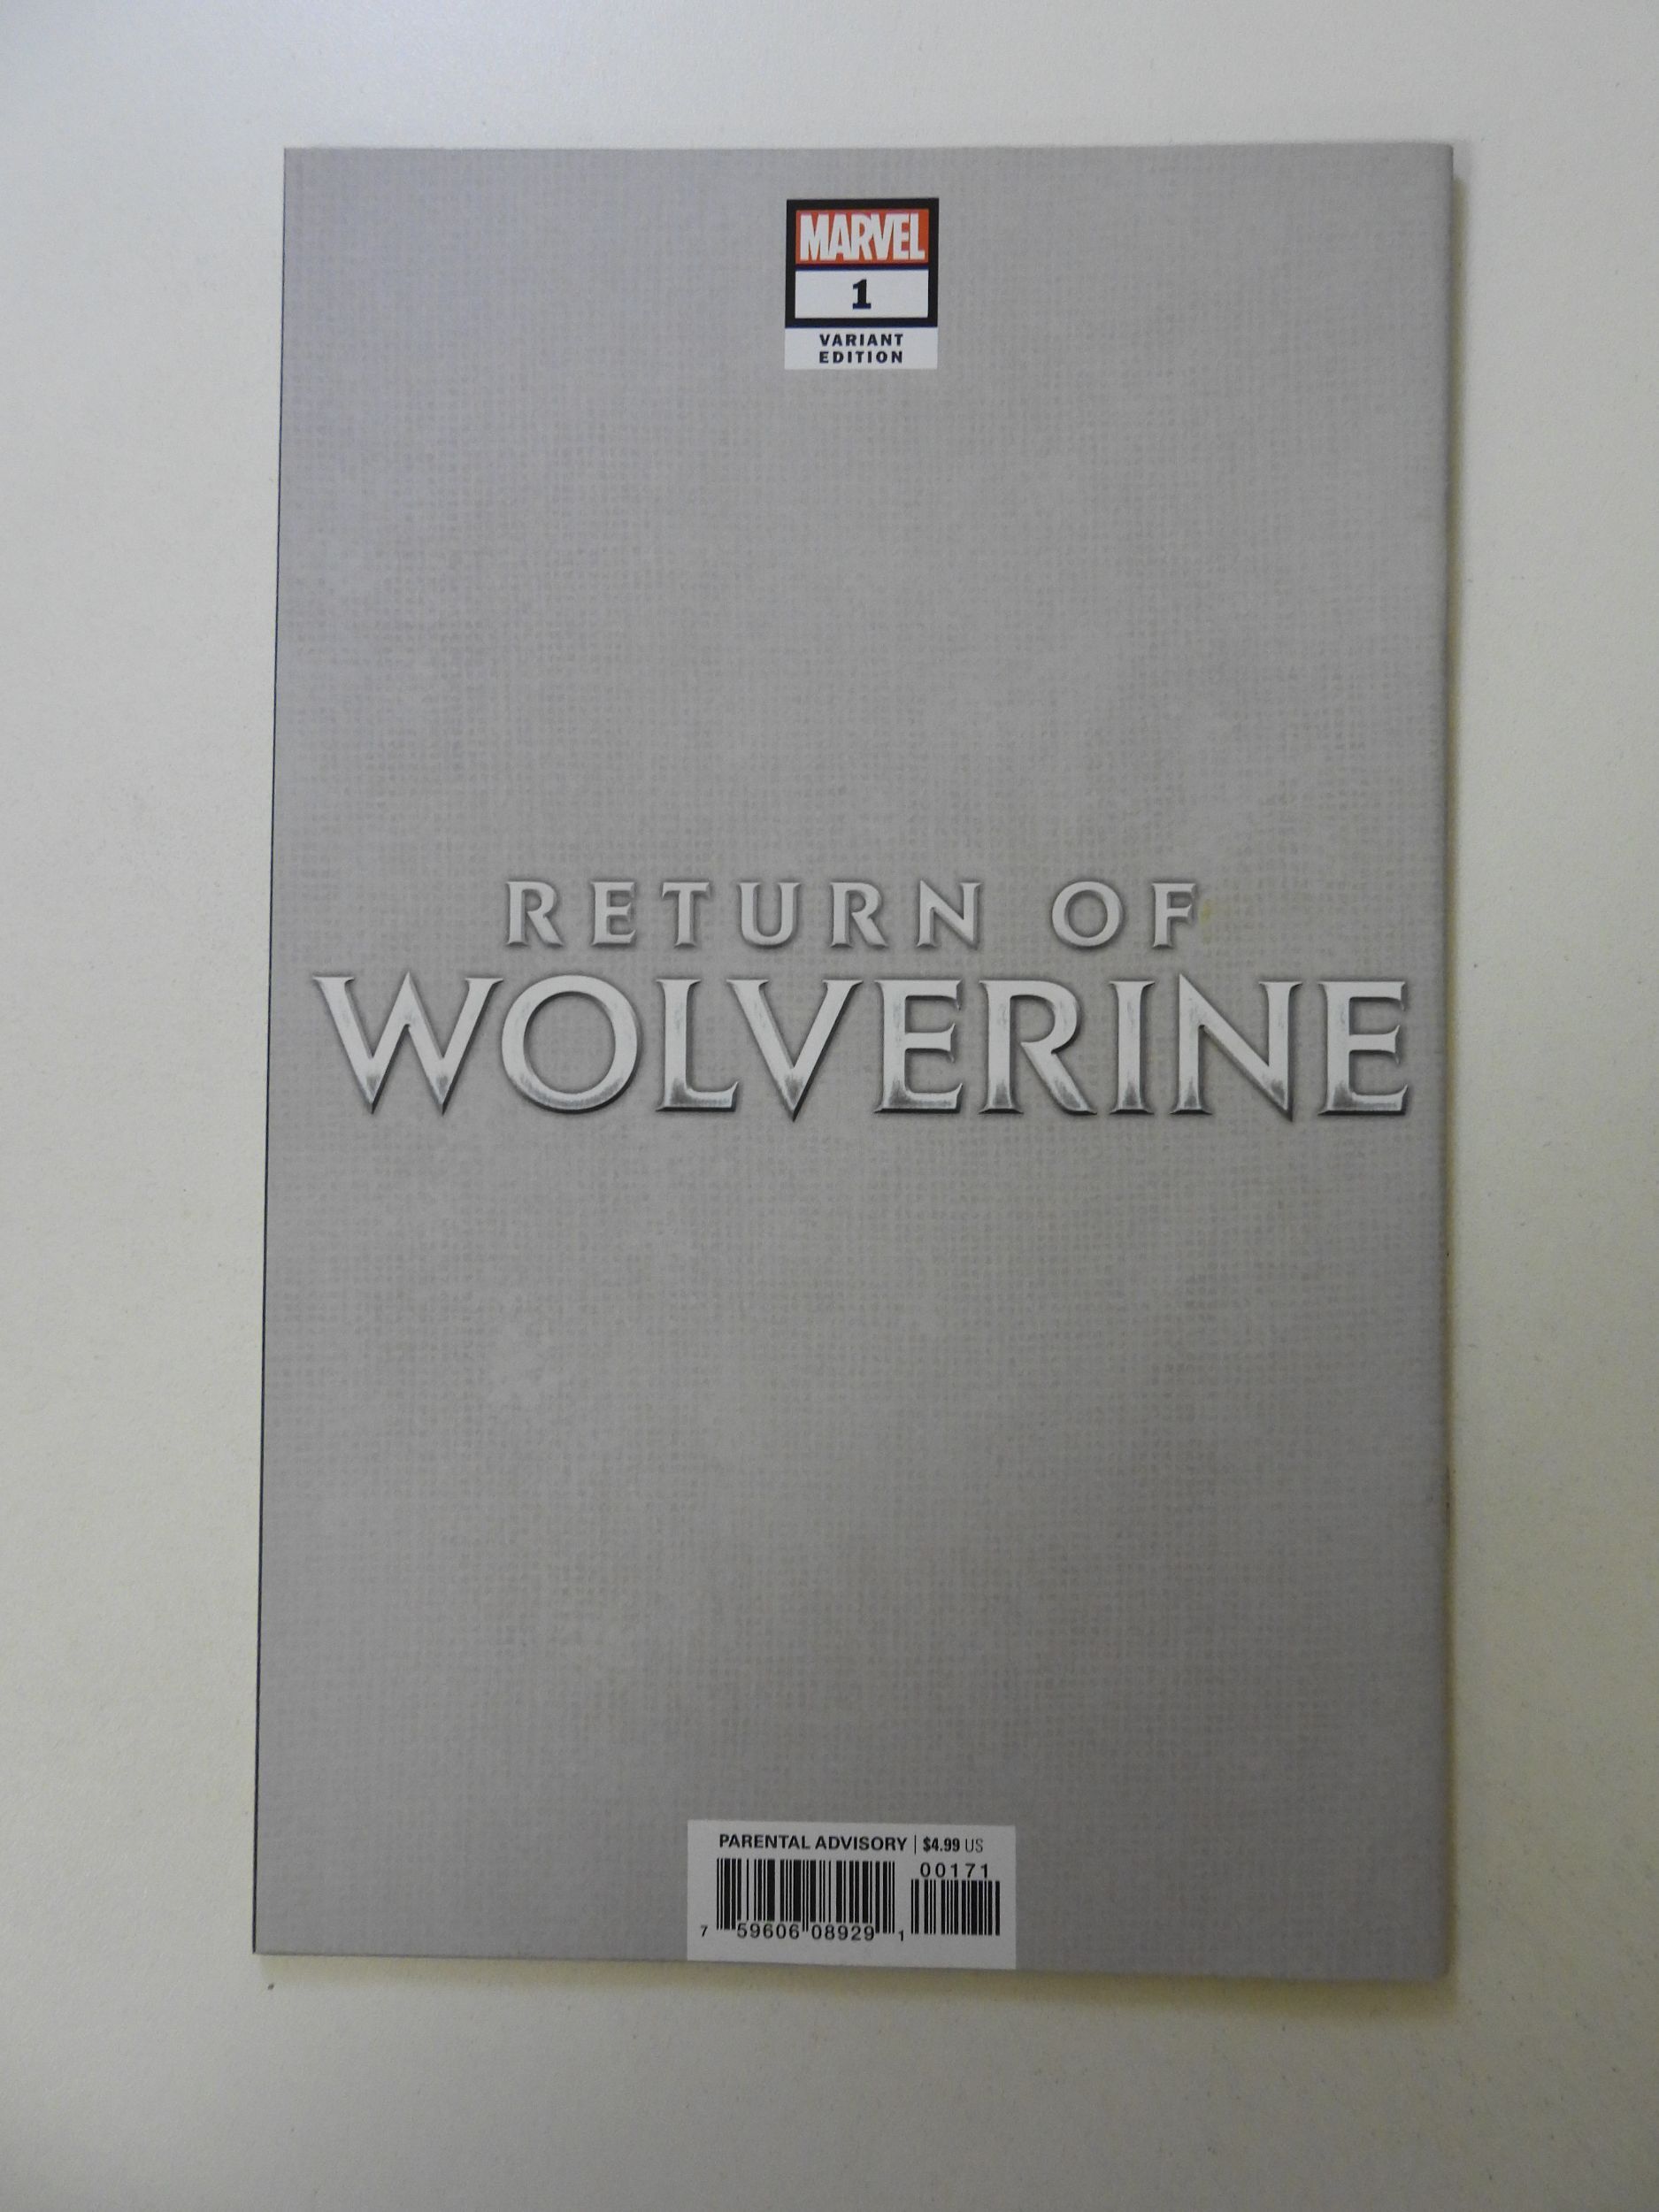 MARVEL
1
VARIANT
EDITION
RETURN OF
WOLVERINE
PARENTAL ADVISORY | $4.99 US
00171
7 59606 08929 1